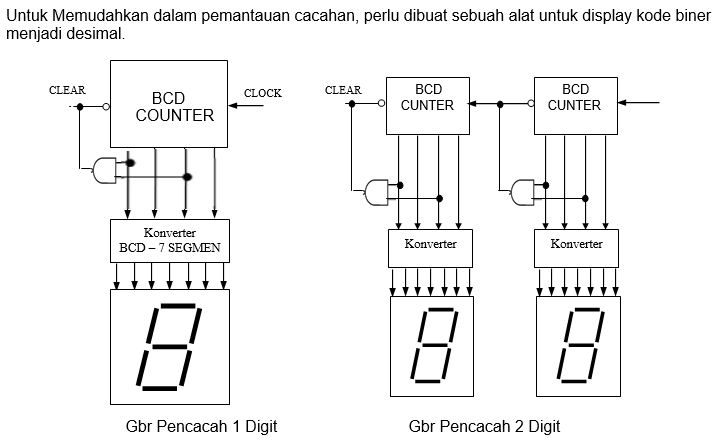 Untuk Memudahkan dalam pemantauan cacahan, perlu dibuat sebuah alat untuk display kode biner
menjadi desimal.
CLEAR
BCD
COUNTER
CLOCK
Konverter
BCD – 7 SEGMEN
Gbr Pencacah 1 Digit
CLEAR
BCD
CUNTER
BCD
CUNTER
Konverter
Konverter
Gbr Pencacah 2 Digit